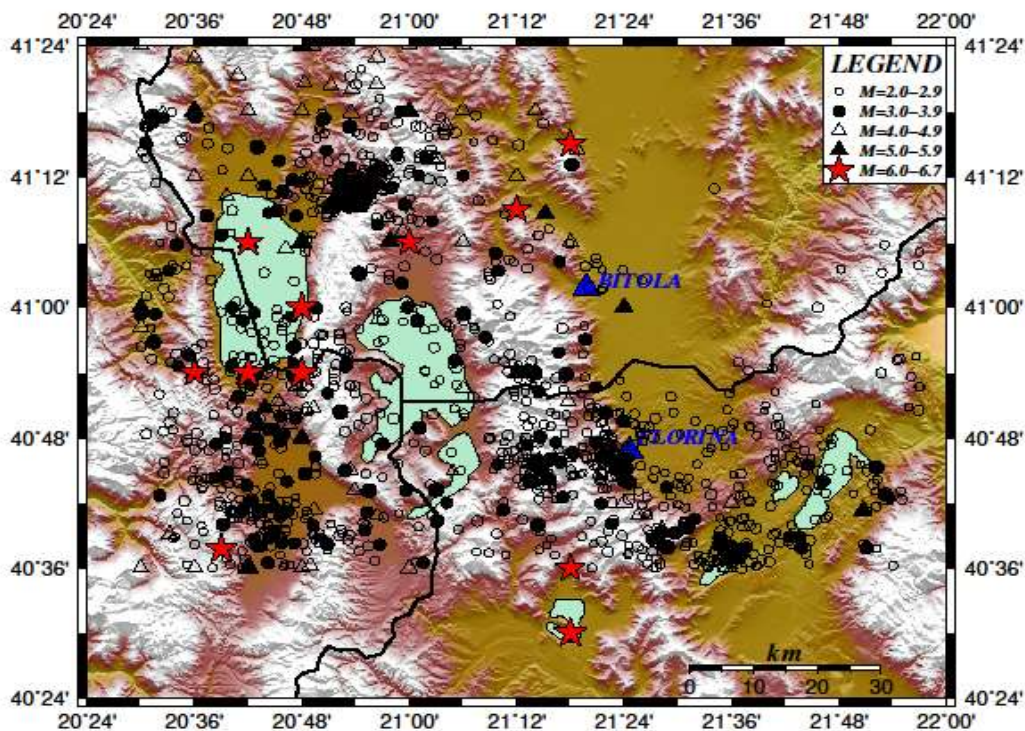 20°24' 20°36' 20°48' 21°00' 21°12' 21°24' 21°36' 21°48' 22°00'
41°24' 41°24'
LEGEND
M=2.0–2.9
M=3.0–3.9
M=4.0–4.9
M=5.0–5.9
M=6.0–6.7
41°12' 41°12'
BITOLA
41°00' 41°00'
FLORINA
40°48' 40°48'
40°36' 40°36'
km
0 10 20 30
40°24' 40°24'
20°24' 20°36' 20°48' 21°00' 21°12' 21°24' 21°36' 21°48' 22°00'